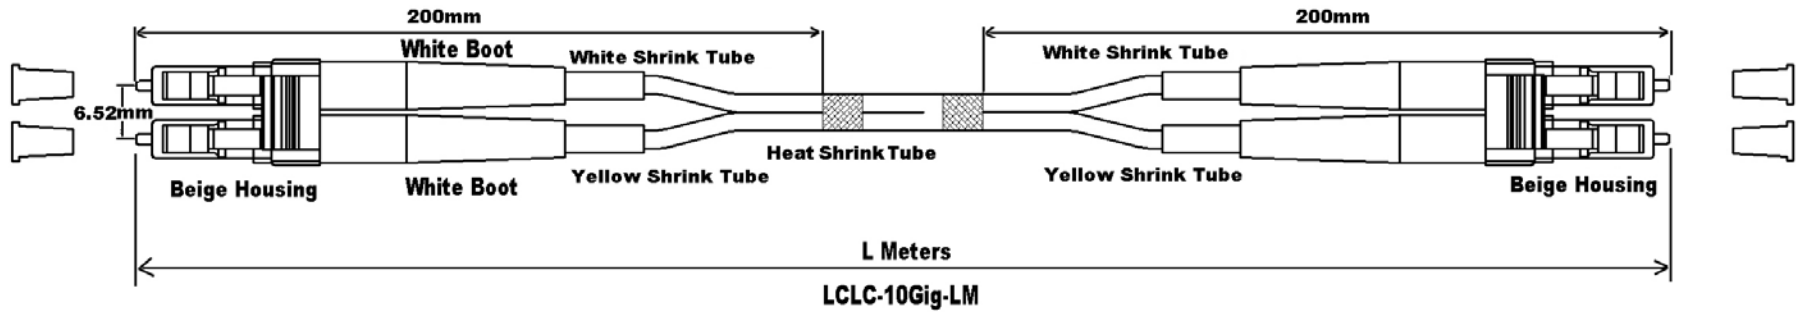 200mm
200mm
White Boot
White Shrink Tube
White Shrink Tube
6.52mm
Heat Shrink Tube
Yellow Shrink Tube
Yellow Shrink Tube
Beige Housing
White Boot
Beige Housing
L Meters
LCLC-10Gig-LM